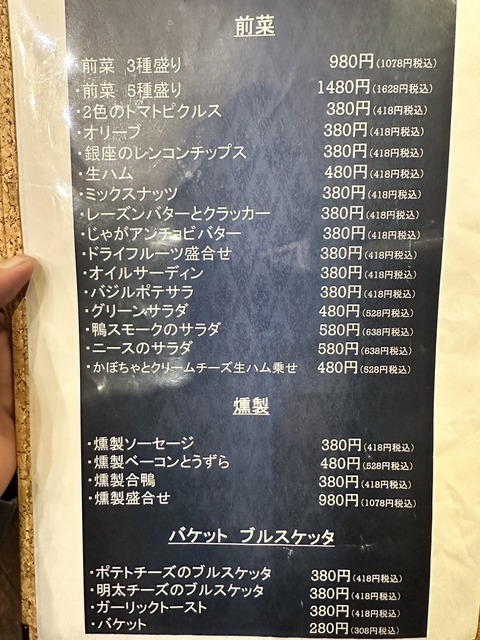 前菜
・前菜 3種盛り 980円(1078円税込)
・前菜 5種盛り 1480円(1628円税込)
・2色のトマトピクルス 380円(418円税込)
・オリーブ 380円(418円税込)
・銀座のレンコンチップス 380円(418円税込)
・生ハム 480円(418円税込)
・ミックスナッツ 380円(418円税込)
・レーズンバターとクラッカー 380円(418円税込)
・じゃがアンチョビバター 380円(418円税込)
・ドライフルーツ盛合せ 380円(418円税込)
・オイルサーディン 380円(418円税込)
・バジルポテサラ 380円(418円税込)
・グリーンサラダ 480円(528円税込)
・鴨スモークのサラダ 580円(638円税込)
・ニースのサラダ 580円(638円税込)
・かぼちゃとクリームチーズ生ハム乗せ 480円(528円税込)
燻製
・燻製ソーセージ 380円(418円税込)
・燻製ベーコンとうずら 480円(528円税込)
・燻製合鴨 380円(418円税込)
・燻製盛合せ 980円(1078円税込)
バケット ブルスケッタ
・ポテトチーズのブルスケッタ 380円(418円税込)
・明太チーズのブルスケッタ 380円(418円税込)
・ガーリックトースト 380円(418円税込)
・バケット 280円(308円税込)